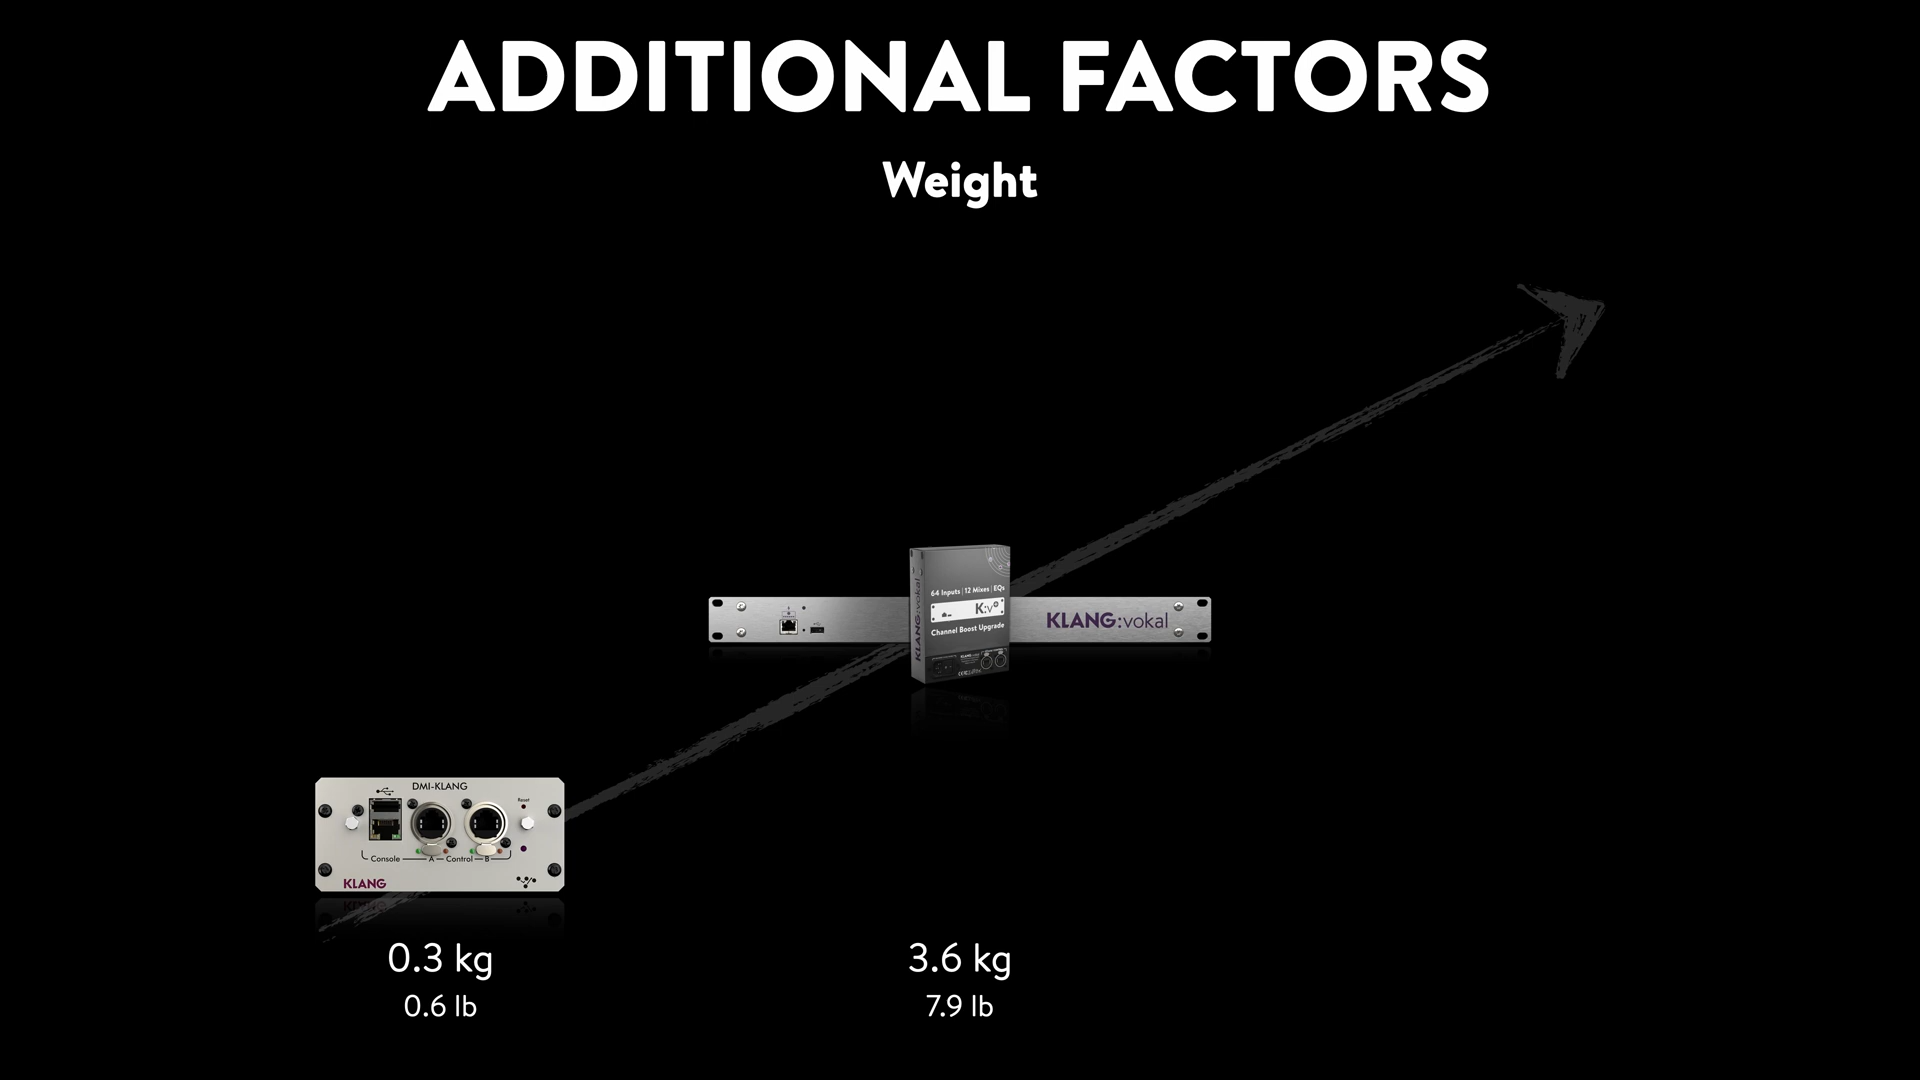 ADDITIONAL FACTORS
Weight
64 Inputs | 12 Mixes | EQs
K:v+
Channel Boost Upgrade
KLANG:vokal
KLANG:vokal
DMI-KLANG
Reset
Console A Control B
KLANG
0.3 kg
0.6 lb
3.6 kg
7.9 lb